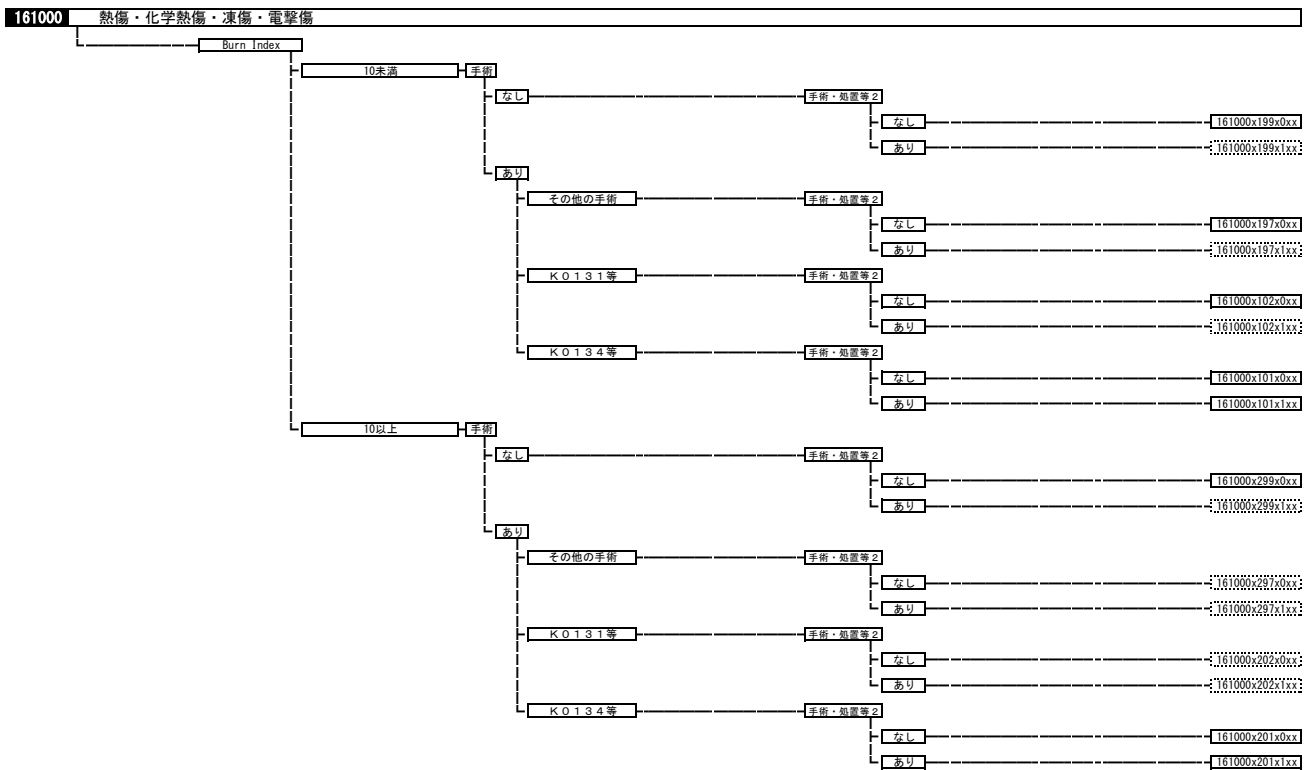 161000 熱傷・化学熱傷・凍傷・電撃傷
Burn Index
10未満 手術
なし 手術・処置等2
なし 161000x199x0xx
あり 161000x199x1xx
あり
その他の手術 手術・処置等2
なし 161000x197x0xx
あり 161000x197x1xx
K0131等 手術・処置等2
なし 161000x102x0xx
あり 161000x102x1xx
K0134等 手術・処置等2
なし 161000x101x0xx
あり 161000x101x1xx
10以上 手術
なし 手術・処置等2
なし 161000x299x0xx
あり 161000x299x1xx
あり
その他の手術 手術・処置等2
なし 161000x297x0xx
あり 161000x297x1xx
K0131等 手術・処置等2
なし 161000x202x0xx
あり 161000x202x1xx
K0134等 手術・処置等2
なし 161000x201x0xx
あり 161000x201x1xx